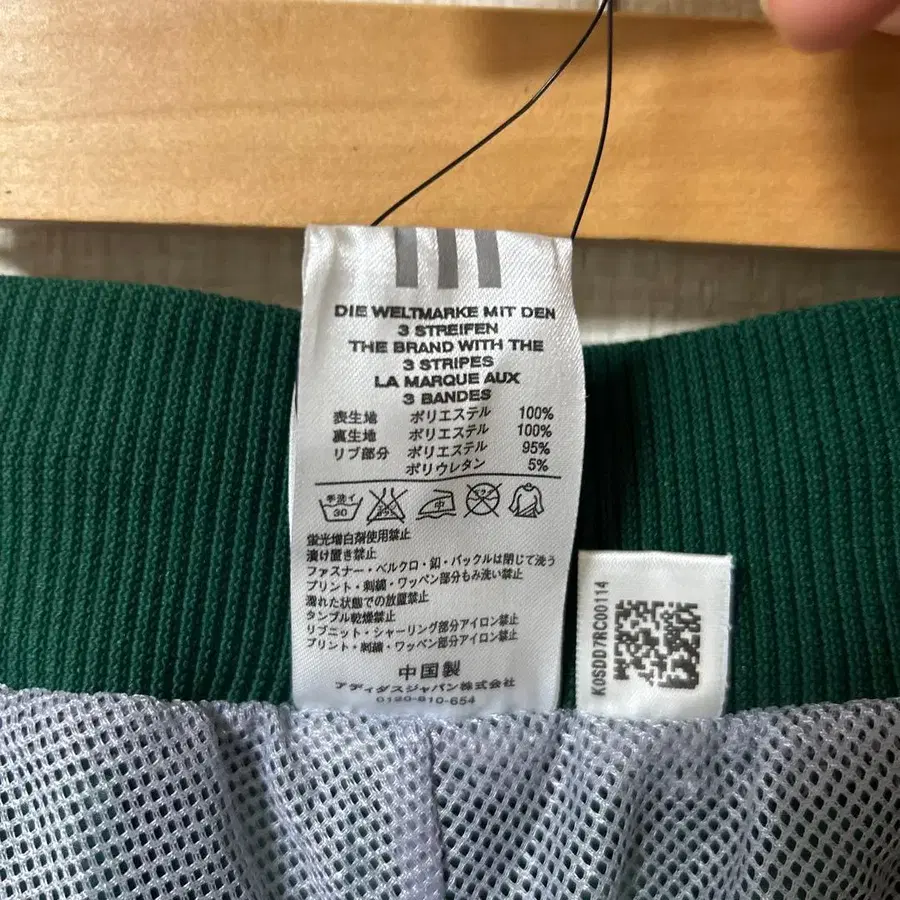 DIE WELTMARKE MIT DEN
3 STREIFEN
THE BRAND WITH THE
3 STRIPES
LA MARQUE AUX
3 BANDES
表生地 ポリエステル 100%
裏生地 ポリエステル 100%
リブ部分 ポリエステル 95%
ポリウレタン 5%
手洗イ
30
中
蛍光増白剤使用禁止
漬け置き禁止
ファスナー・ベルクロ・釦・バックルは閉じて洗う
プリント・刺繍・ワッペン部分もみ洗い禁止
濡れた状態での放置禁止
タンブル乾燥禁止
リブニット・シャーリング部分アイロン禁止
プリント・刺繍・ワッペン部分アイロン禁止
中国製
アディダスジャパン株式会社
0120-810-654
K0SDD7RC00114